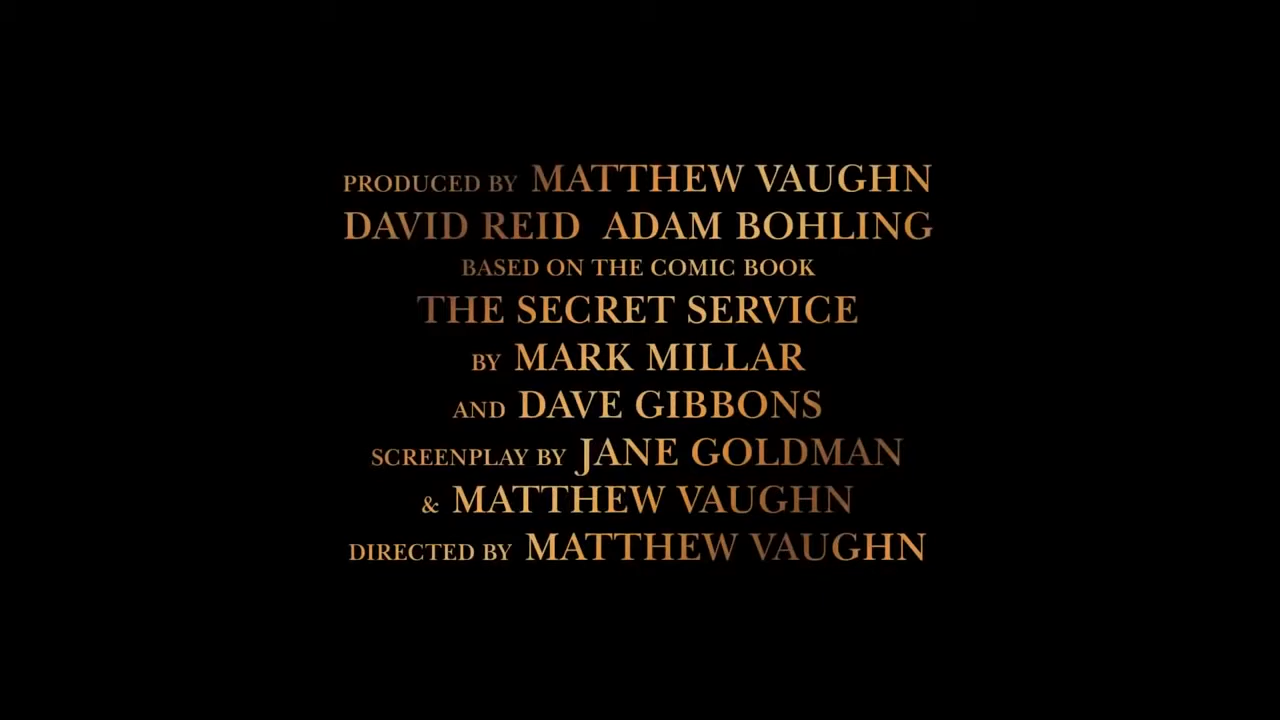 PRODUCED BY MATTHEW VAUGHN
DAVID REID ADAM BOHLING
BASED ON THE COMIC BOOK
THE SECRET SERVICE
BY MARK MILLAR
AND DAVE GIBBONS
SCREENPLAY BY JANE GOLDMAN
& MATTHEW VAUGHN
DIRECTED BY MATTHEW VAUGHN